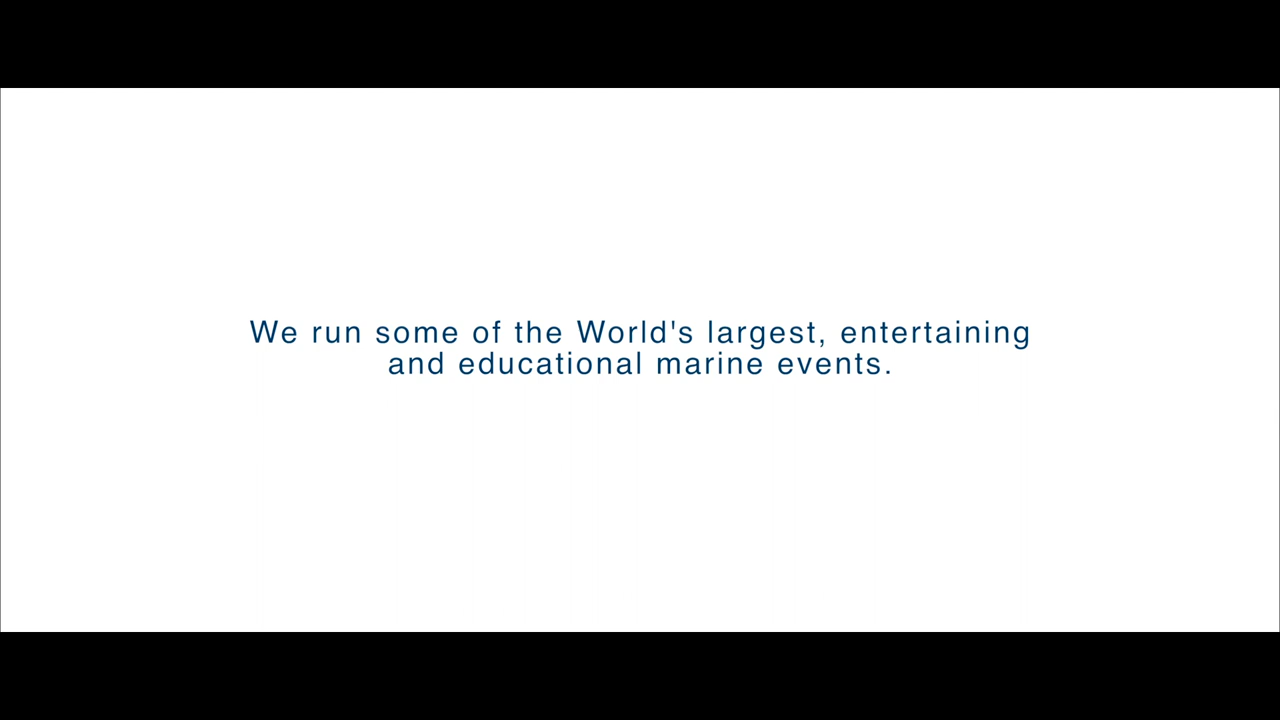 We run some of the World's largest, entertaining
and educational marine events.